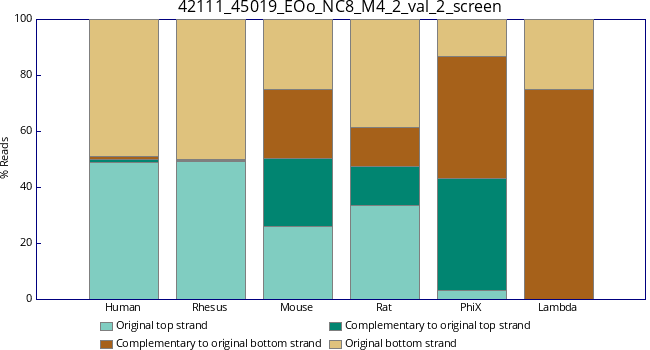 42111_45019_EOo_NC8_M4_2_val_2_screen
100
80
60
40
20
0
% Reads
Human Rhesus Mouse Rat PhiX Lambda
Original top strand Complementary to original top strand
Complementary to original bottom strand Original bottom strand